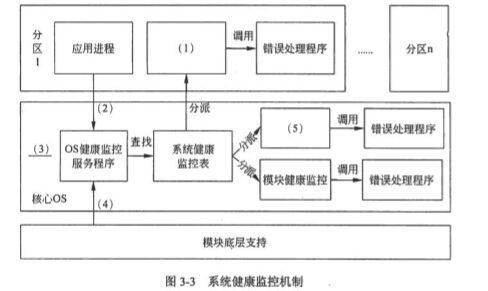 分
区
1
应用进程
(1)
调用
错误处理程序
......
分区n
(2)
分派
(3)
OS健康监控
服务程序
查找
系统健康
监控表
分派
(5)
调用
错误处理程序
分派
模块健康监控
调用
错误处理程序
核心OS
(4)
模块底层支持
图 3-3 系统健康监控机制